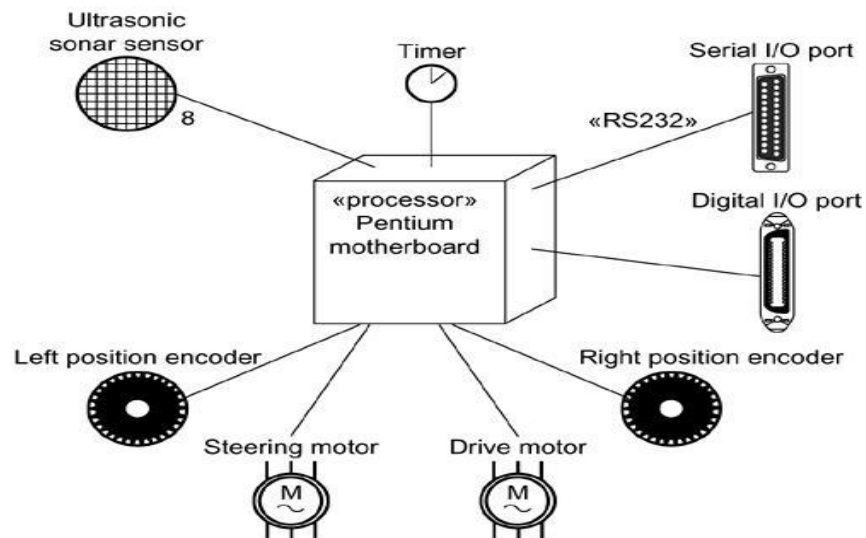 Ultrasonic
sonar sensor
8
Timer
Serial I/O port
«RS232»
«processor»
Pentium
motherboard
Digital I/O port
Left position encoder
Right position encoder
Steering motor
Drive motor
M
M